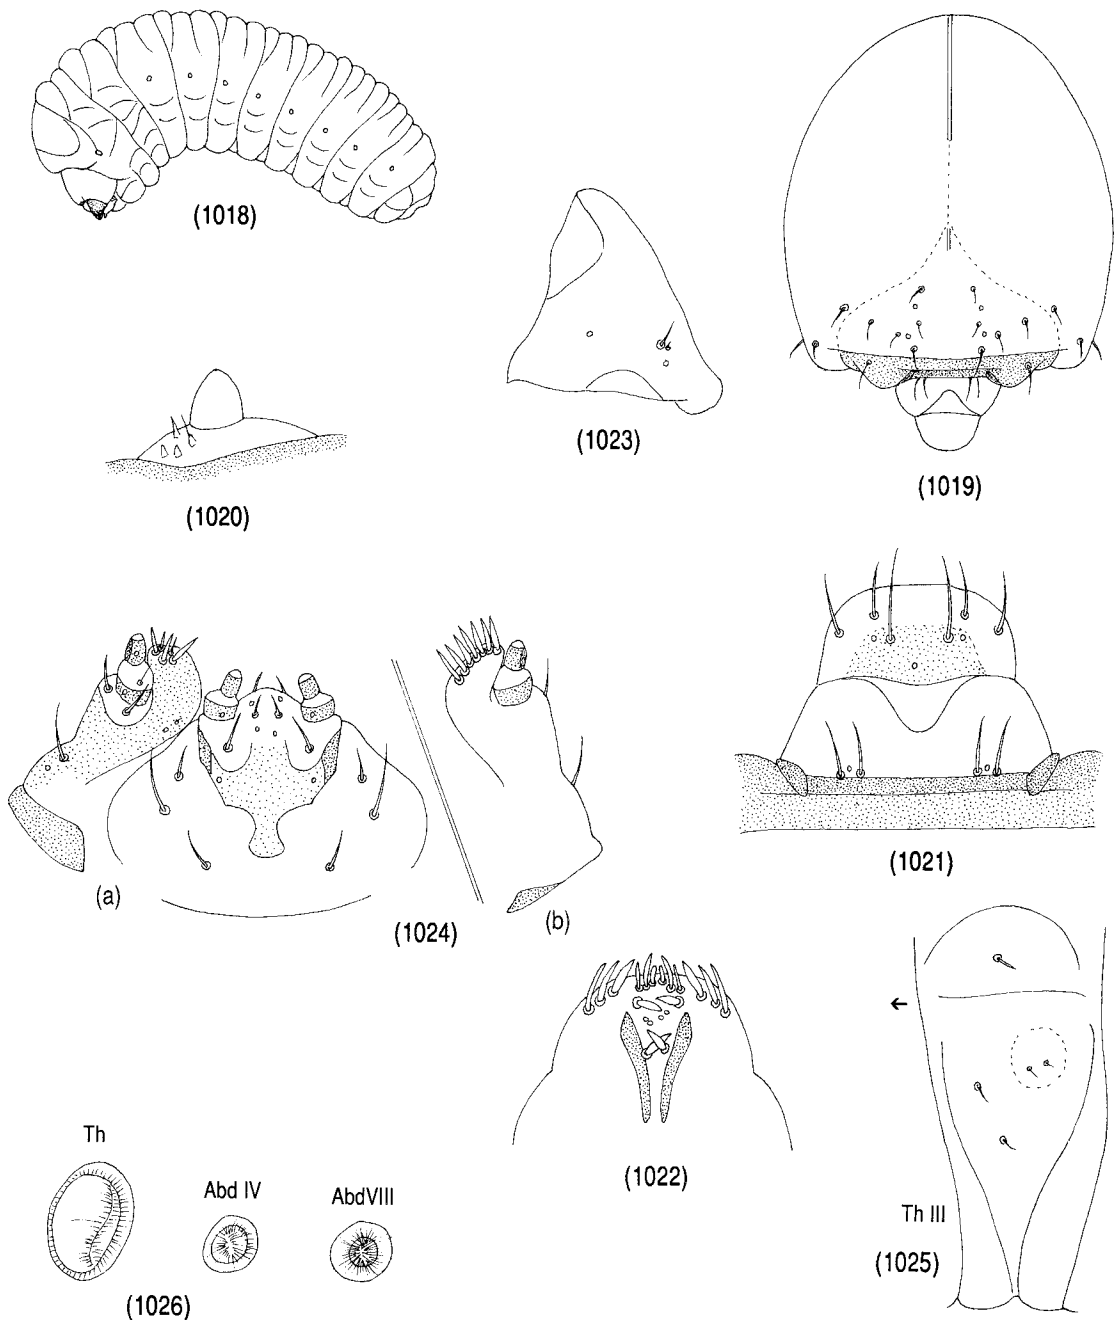 (1018)
(1023)
(1019)
(1020)
(1021)
(a)
(1024)
(b)
(1022)
Th
Abd IV
AbdVIII
(1026)
Th III
(1025)